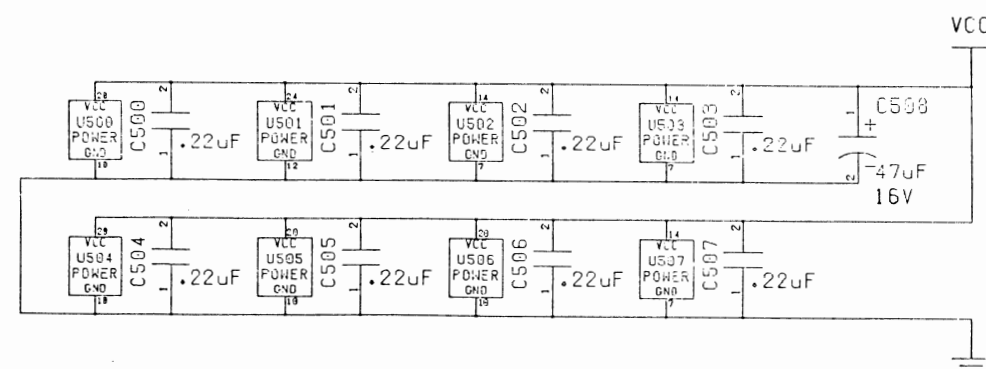 VCC
20 2 24 2 14 2 14 2
VCC VCC VCC VCC 1 C508
U500 C500 U501 C501 U502 C502 U503 C503 +
POWER .22uF POWER .22uF POWER .22uF POWER .22uF
GND 1 GND 1 GND 1 GND 1 2 -47uF
10 12 7 7 16V
2 20 2 20 2 14 2
VCC VCC VCC VCC
U504 C504 U505 C505 U506 C506 U507 C507
POWER .22uF POWER .22uF POWER .22uF POWER .22uF
GND 1 GND 1 GND 1 GND 1
10 10 10 7